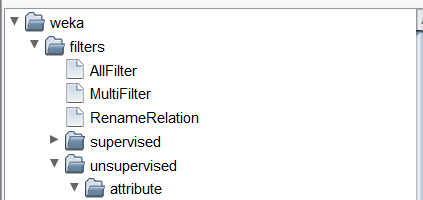 weka
filters
AllFilter
MultiFilter
RenameRelation
supervised
unsupervised
attribute